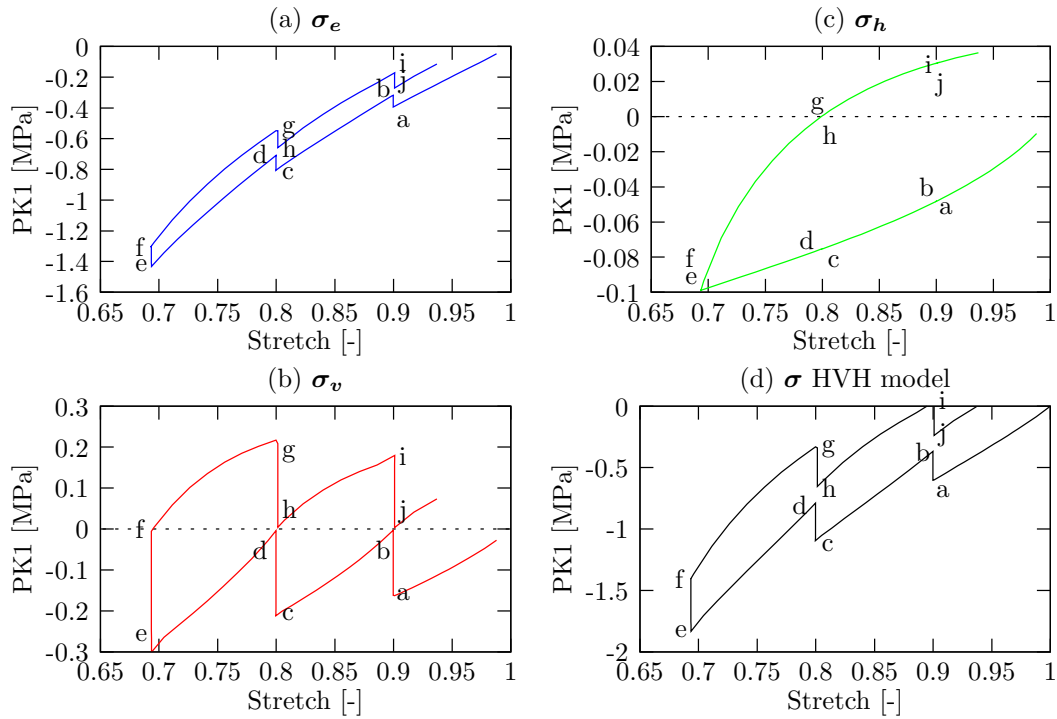 (a) σe
PK1 [MPa]
0
-0.2
-0.4
-0.6
-0.8
-1
-1.2
-1.4
-1.6
i
j
b
a
g
h
d
c
f
e
0.65 0.7 0.75 0.8 0.85 0.9 0.95 1
Stretch [-]
(c) σh
PK1 [MPa]
0.04
0.02
0
-0.02
-0.04
-0.06
-0.08
-0.1
i
j
g
h
b
a
d
c
f
e
0.65 0.7 0.75 0.8 0.85 0.9 0.95 1
Stretch [-]
(b) σv
PK1 [MPa]
0.3
0.2
0.1
0
-0.1
-0.2
-0.3
g
i
h
j
f
d
b
a
c
e
0.65 0.7 0.75 0.8 0.85 0.9 0.95 1
Stretch [-]
(d) σ HVH model
PK1 [MPa]
0
-0.5
-1
-1.5
-2
i
j
g
b
h
a
d
c
f
e
0.65 0.7 0.75 0.8 0.85 0.9 0.95 1
Stretch [-]